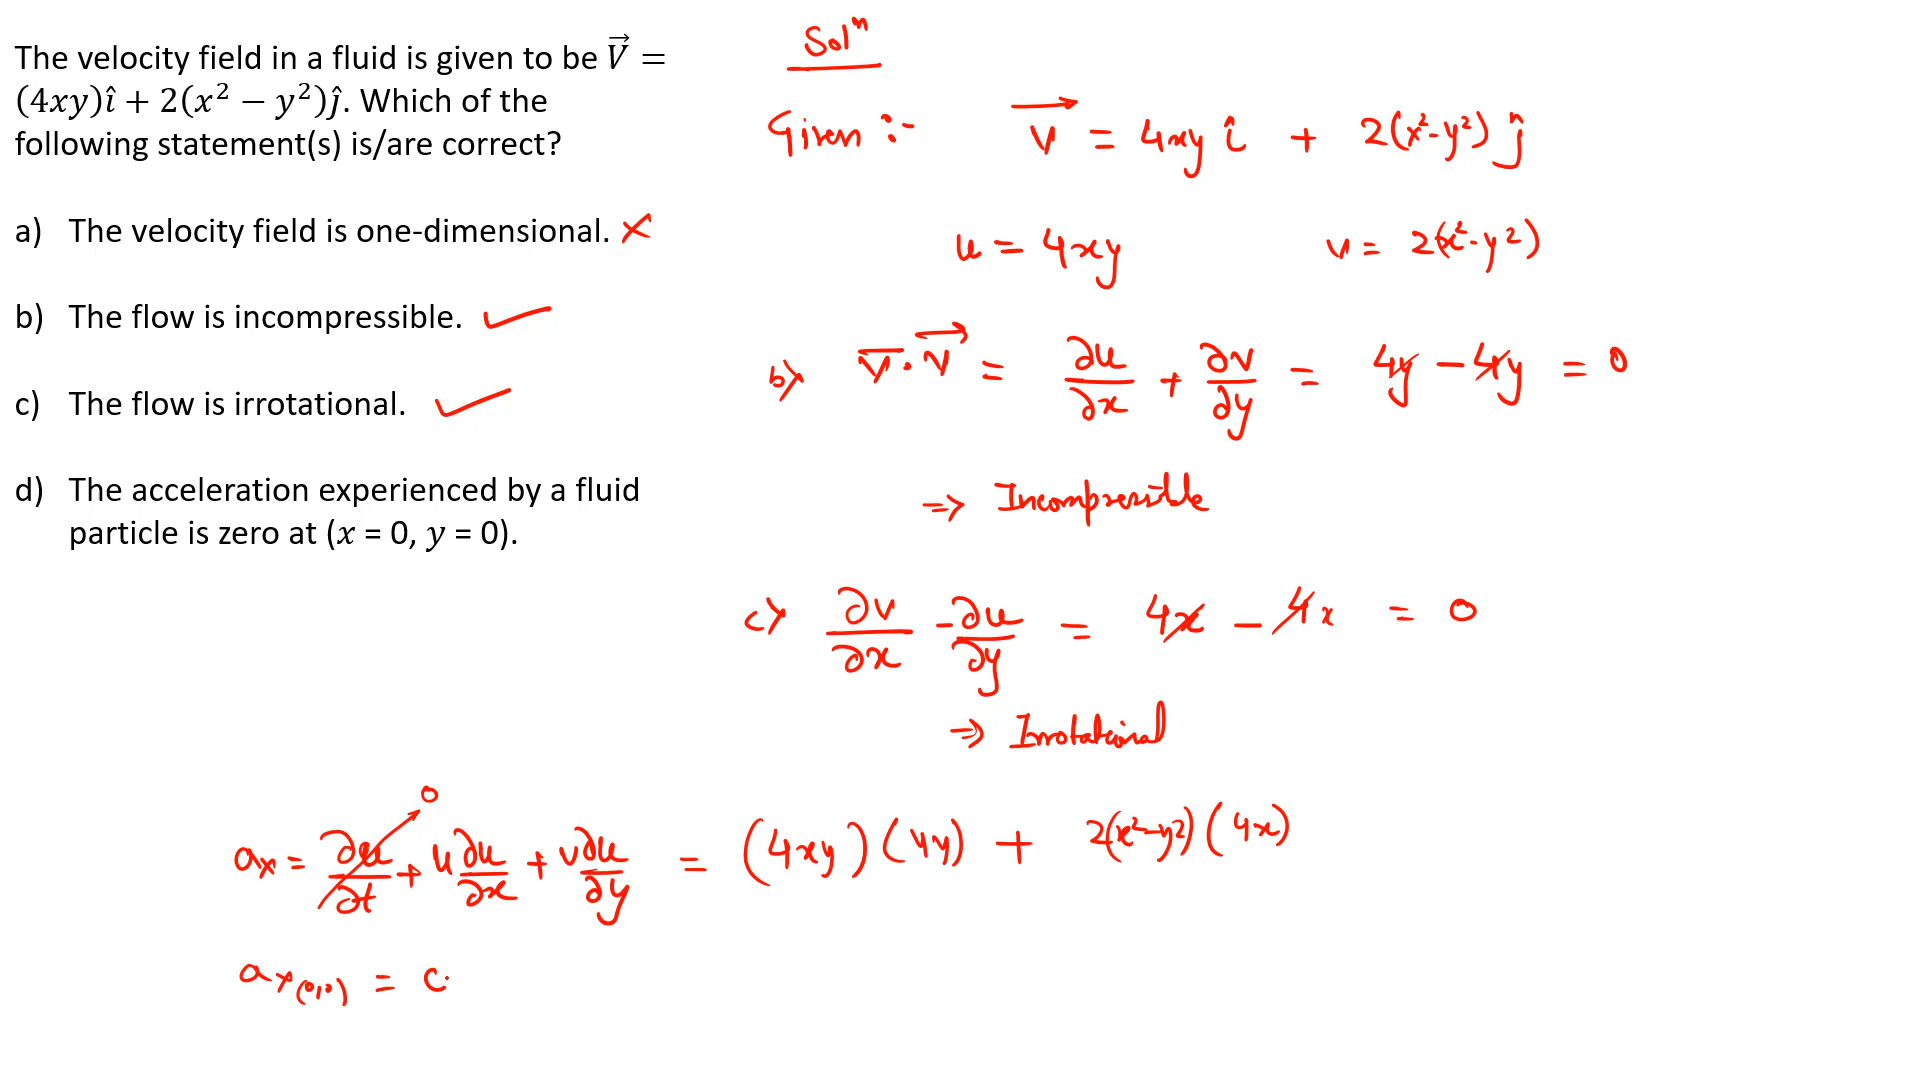 The velocity field in a fluid is given to be V⃗ =
(4xy)î + 2(x² − y²)ĵ. Which of the
following statement(s) is/are correct?
a) The velocity field is one-dimensional. ✗
b) The flow is incompressible. ✓
c) The flow is irrotational. ✓
d) The acceleration experienced by a fluid
particle is zero at (x = 0, y = 0).
Solⁿ
Given :- V⃗ = 4xy î + 2(x²-y²) ĵ
u = 4xy v = 2(x²-y²)
b) ∇·V⃗ = ∂u/∂x + ∂v/∂y = 4y − 4y = 0
⇒ Incompressible
c) ∂v/∂x − ∂u/∂y = 4x − 4x = 0
⇒ Irrotational
0
ax = ∂u/∂t + u ∂u/∂x + v ∂u/∂y = (4xy)(4y) + 2(x²-y²)(4x)
ax(0,0) = c